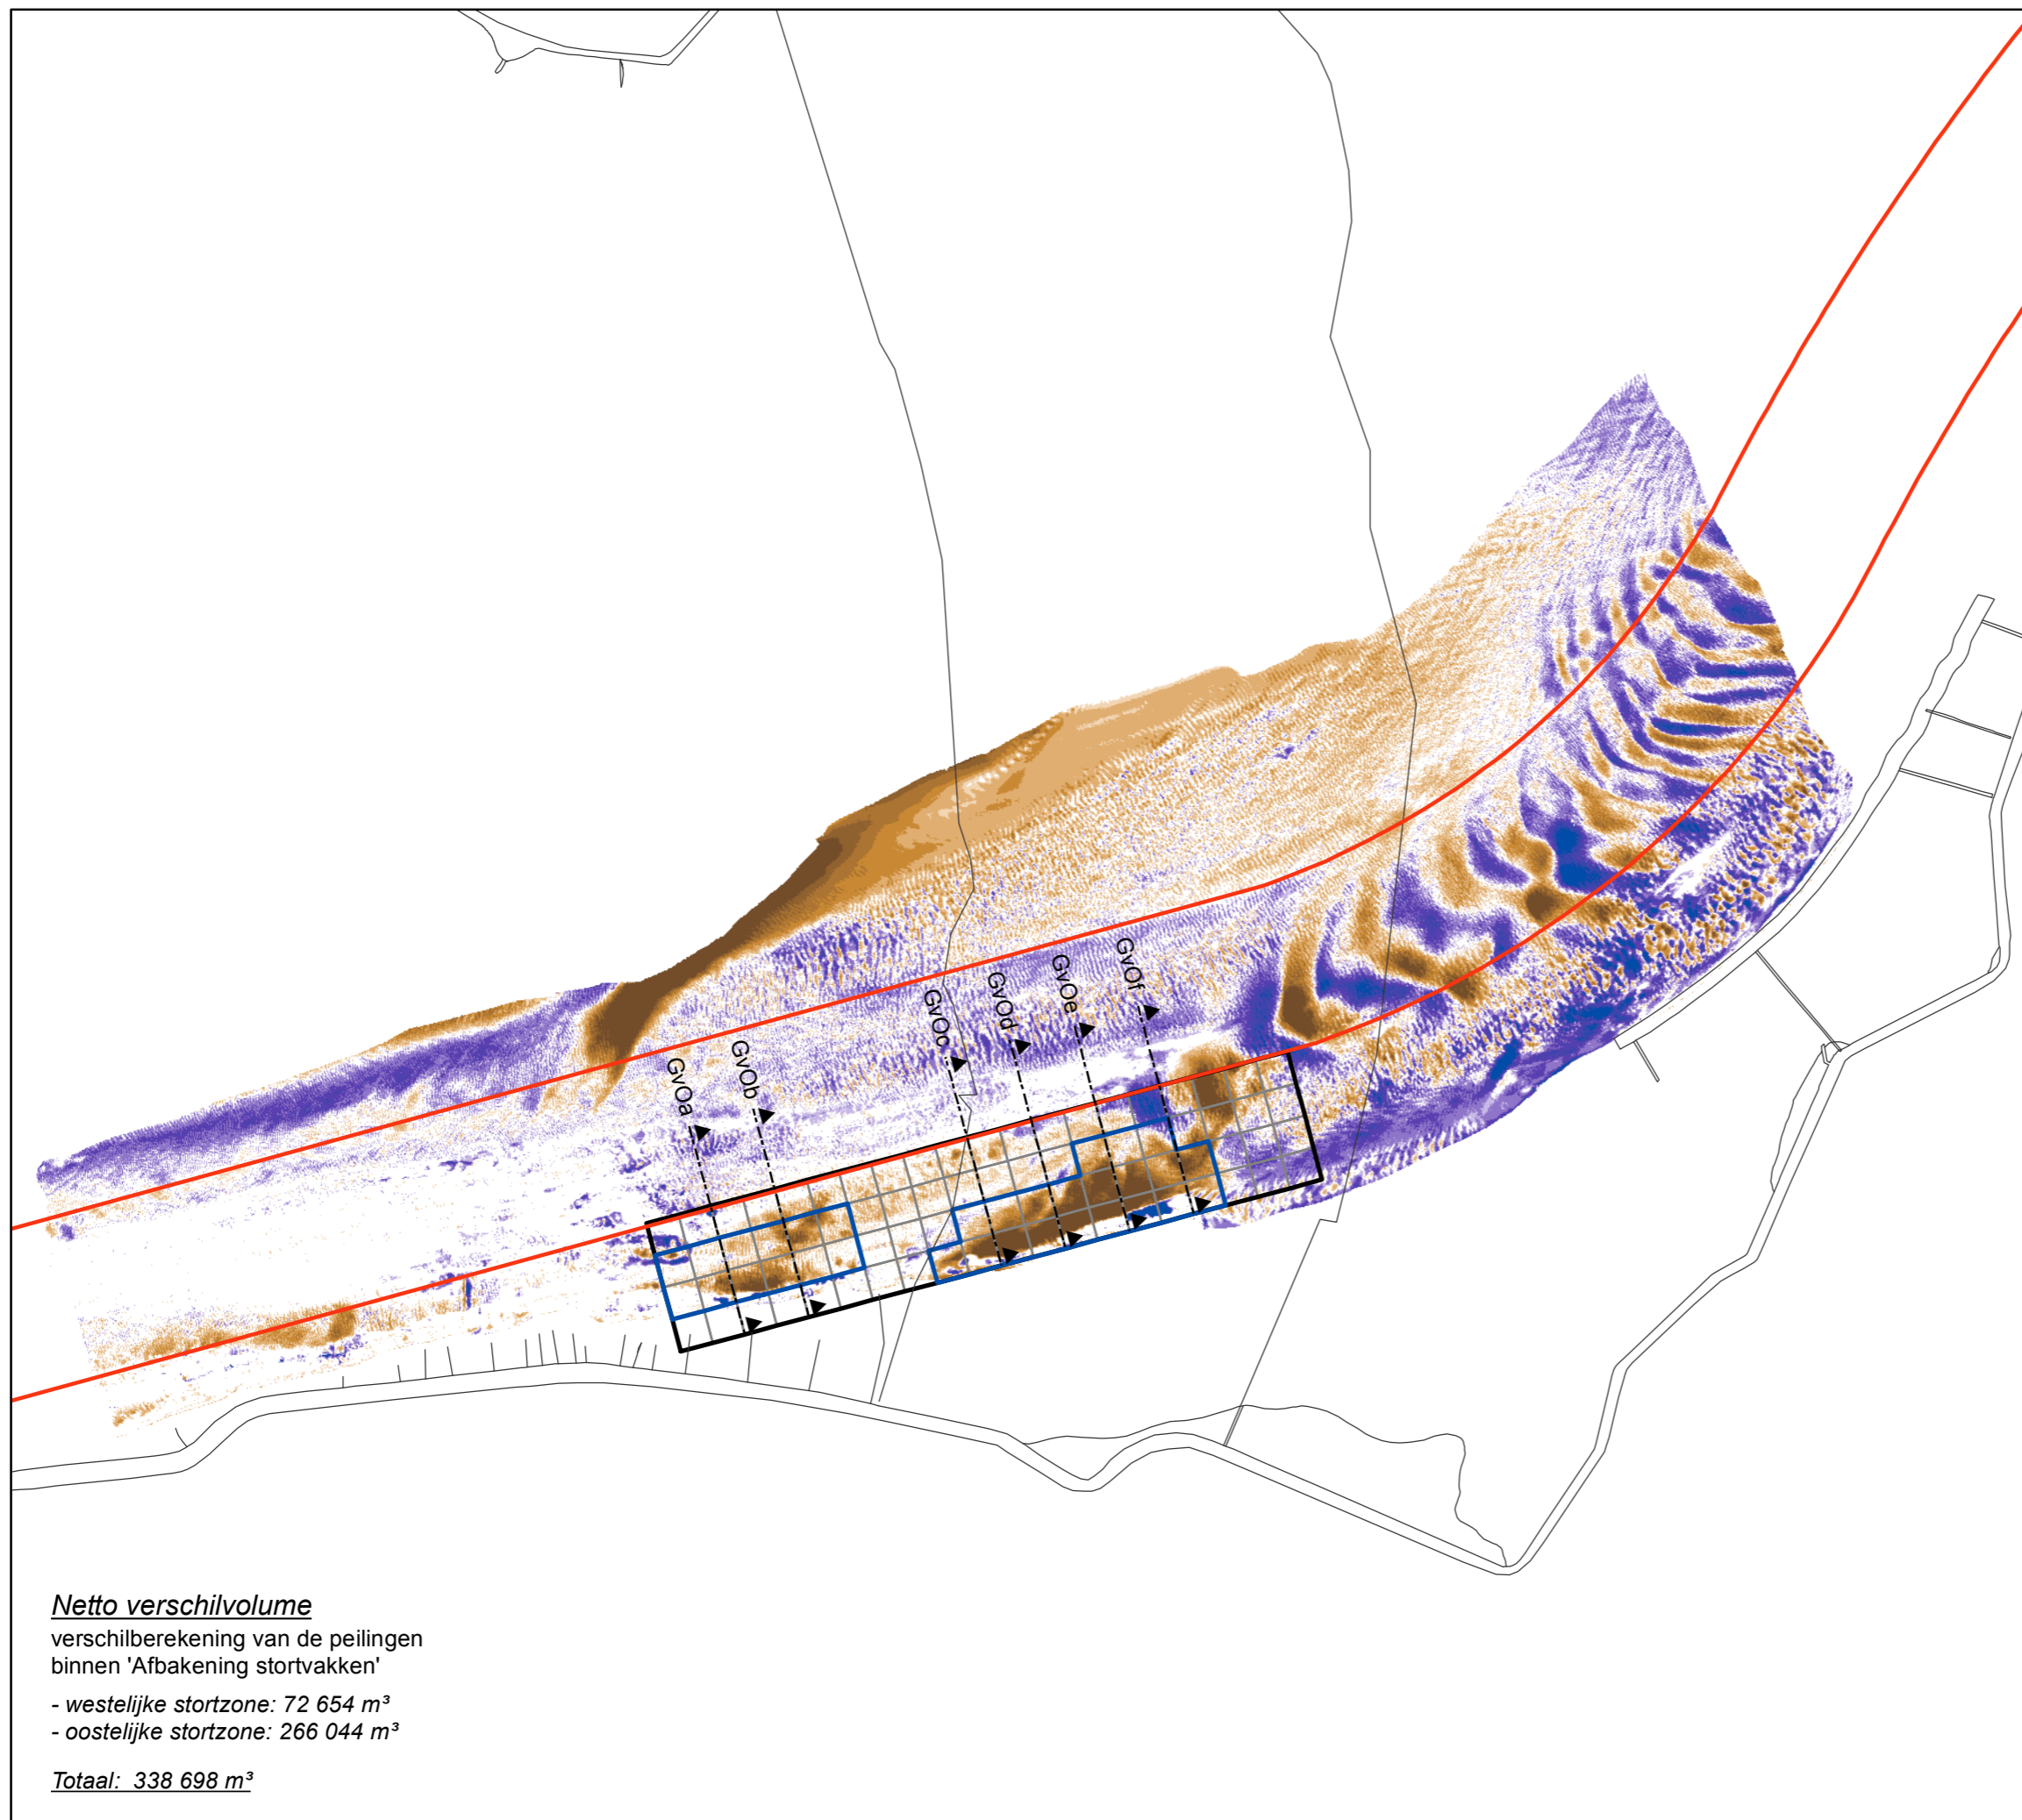 GvOa
GvOb
GvOc
GvOd
GvOe
GvOf
Netto verschilvolume
verschilberekening van de peilingen
binnen 'Afbakening stortvakken'
- westelijke stortzone: 72 654 m³
- oostelijke stortzone: 266 044 m³
Totaal: 338 698 m³